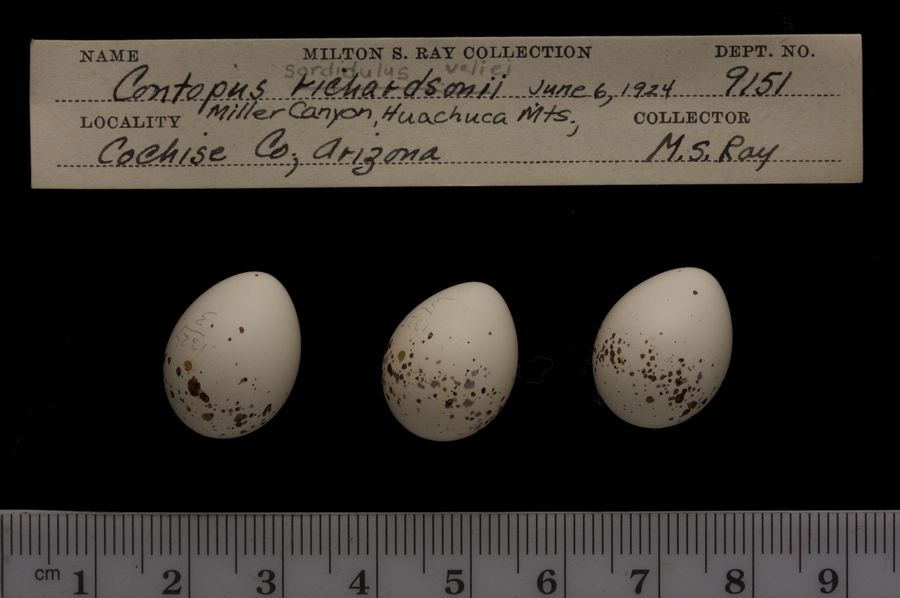 NAME MILTON S. RAY COLLECTION DEPT. NO.
sordidulus veliei
Contopus richardsonii June 6, 1924 9151
LOCALITY Miller Canyon, Huachuca Mts., COLLECTOR
Cochise Co; Arizona M.S. Ray
cm 1 2 3 4 5 6 7 8 9